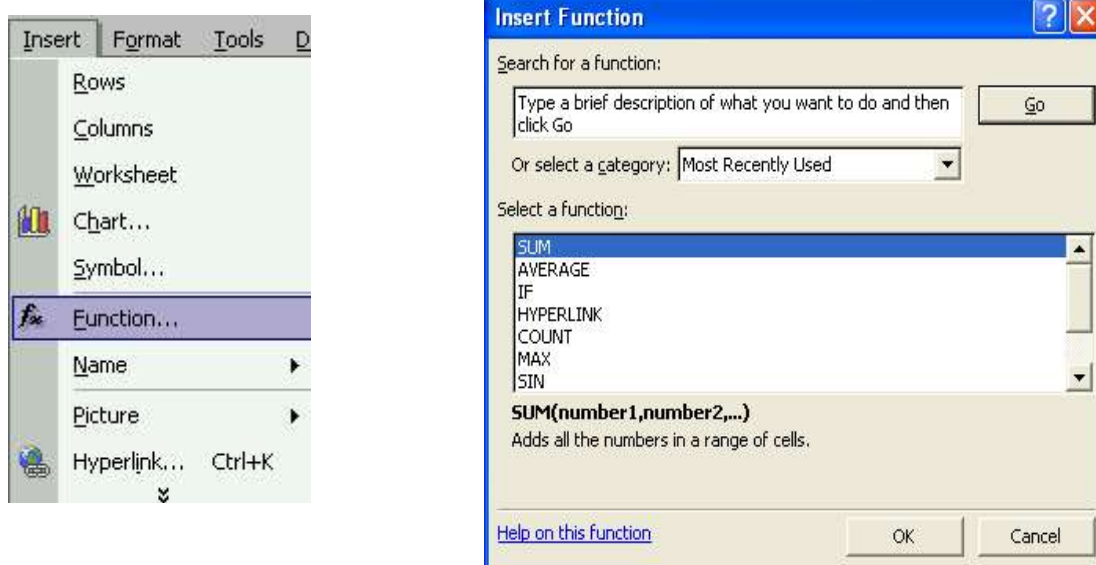 Insert Format Tools D
Rows
Columns
Worksheet
Chart...
Symbol...
fx Function...
Name
Picture
Hyperlink... Ctrl+K
Insert Function
Search for a function:
Type a brief description of what you want to do and then
click Go
Go
Or select a category: Most Recently Used
Select a function:
SUM
AVERAGE
IF
HYPERLINK
COUNT
MAX
SIN
SUM(number1,number2,...)
Adds all the numbers in a range of cells.
Help on this function
OK Cancel